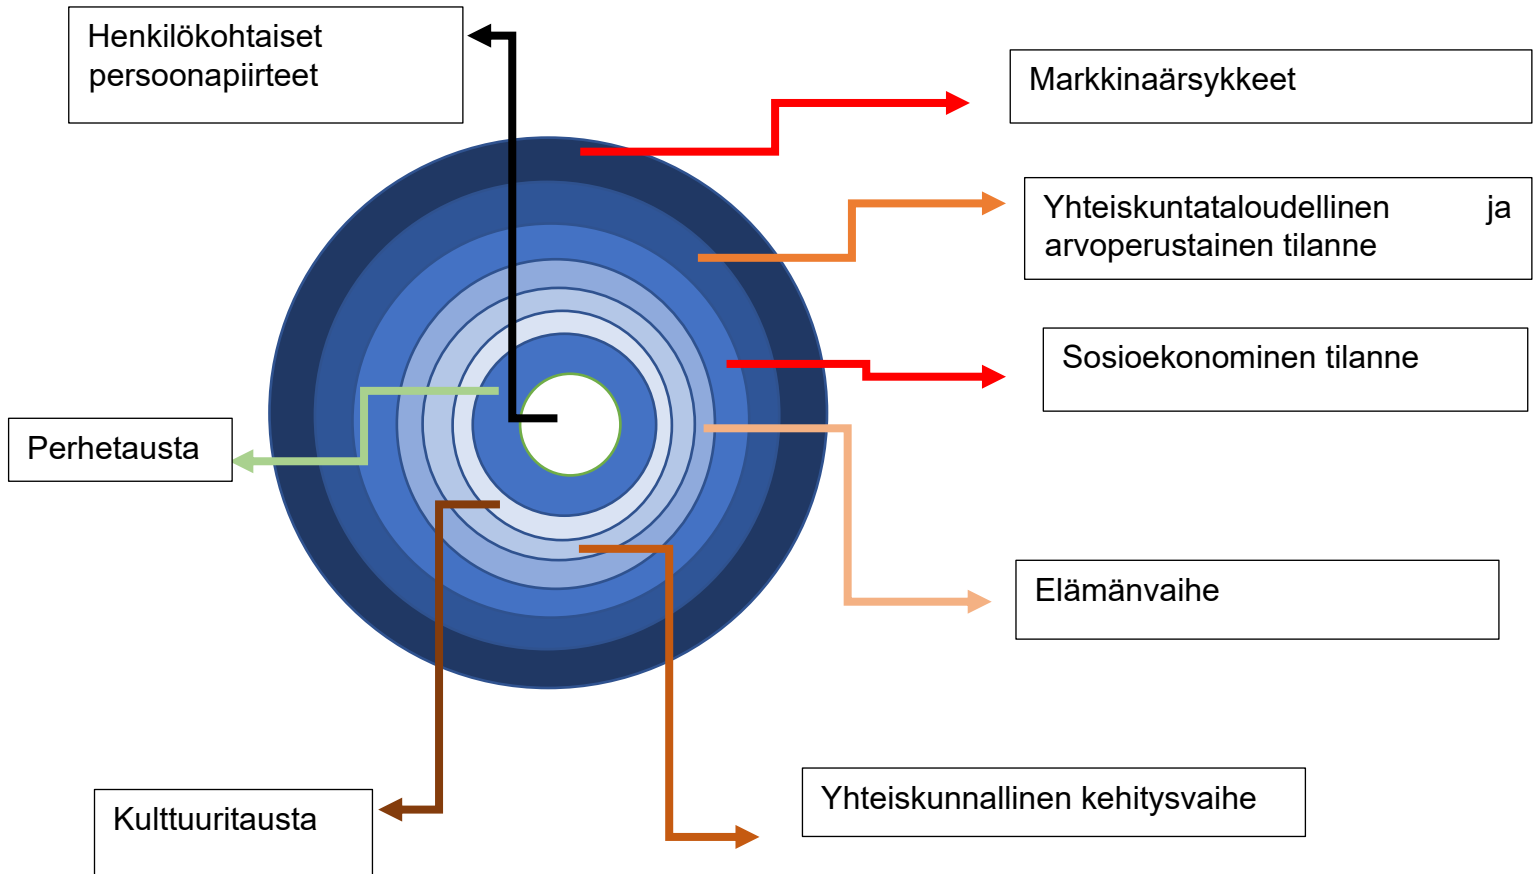 Henkilökohtaiset
persoonapiirteet
Markkinaärsykkeet
Yhteiskuntataloudellinen ja
arvoperustainen tilanne
Sosioekonominen tilanne
Perhetausta
Elämänvaihe
Yhteiskunnallinen kehitysvaihe
Kulttuuritausta